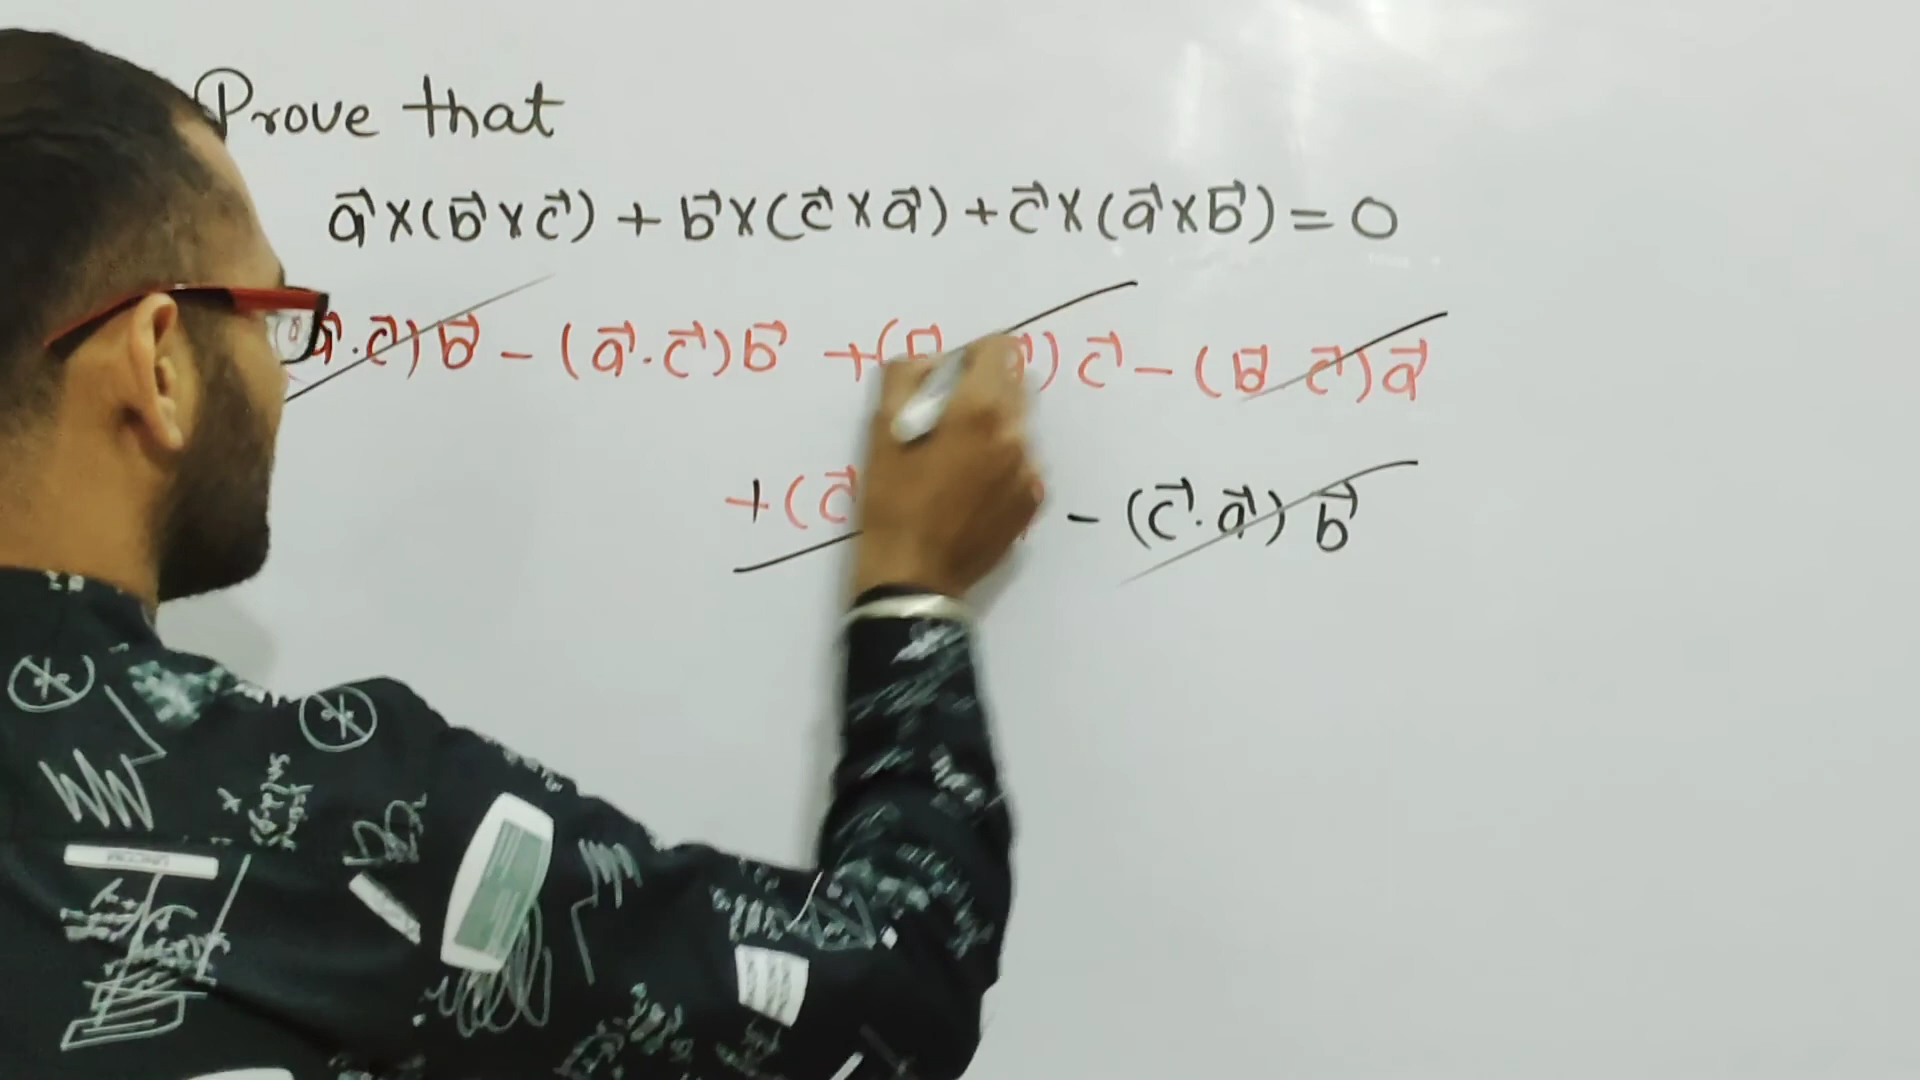 Prove that
a⃗ × (b⃗ × c⃗) + b⃗ × (c⃗ × a⃗) + c⃗ × (a⃗ × b⃗) = 0
a⃗ · c⃗) b⃗ − (a⃗ · c⃗) b⃗ + (b⃗ a⃗) c⃗ − (b⃗ c⃗) a⃗
+ (c⃗ − (c⃗ · a⃗) b⃗